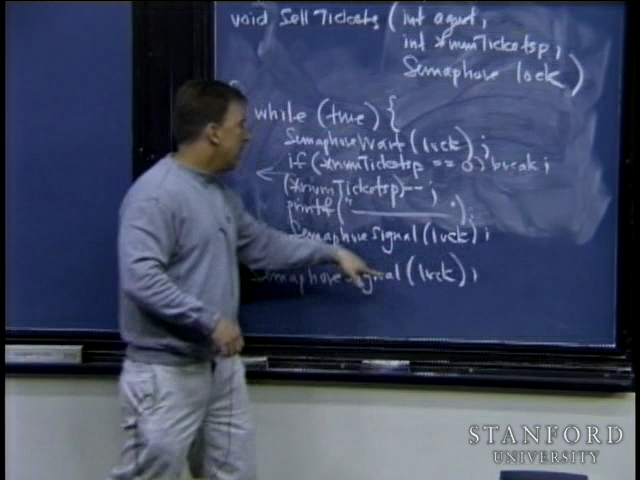 void SellTickets (int agent,
int *numTicketsp,
Semaphore lock)
while (true) {
SemaphoreWait (lock);
if (*numTicketsp == 0) break;
(*numTicketsp)--;
printf("________");
SemaphoreSignal (lock);
SemaphoreSignal (lock);
STANFORD
UNIVERSITY